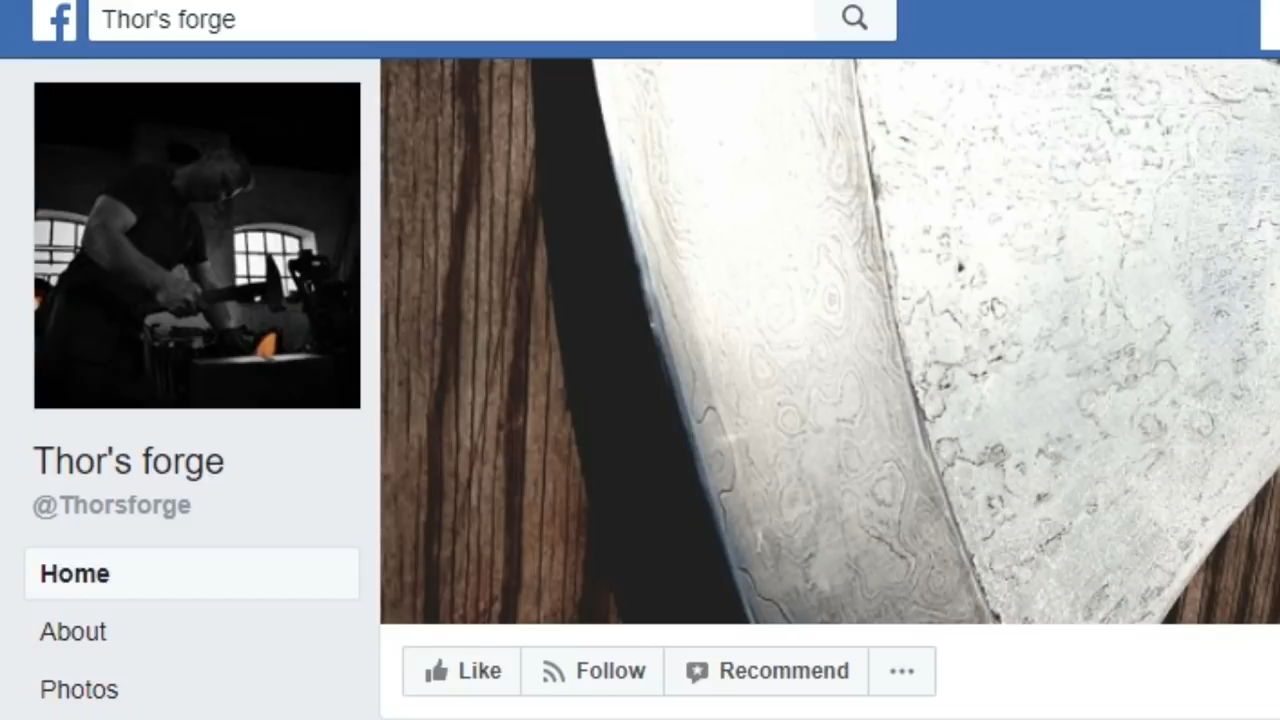 f
Thor's forge
Thor's forge
@Thorsforge
Home
About
Photos
Like
Follow
Recommend